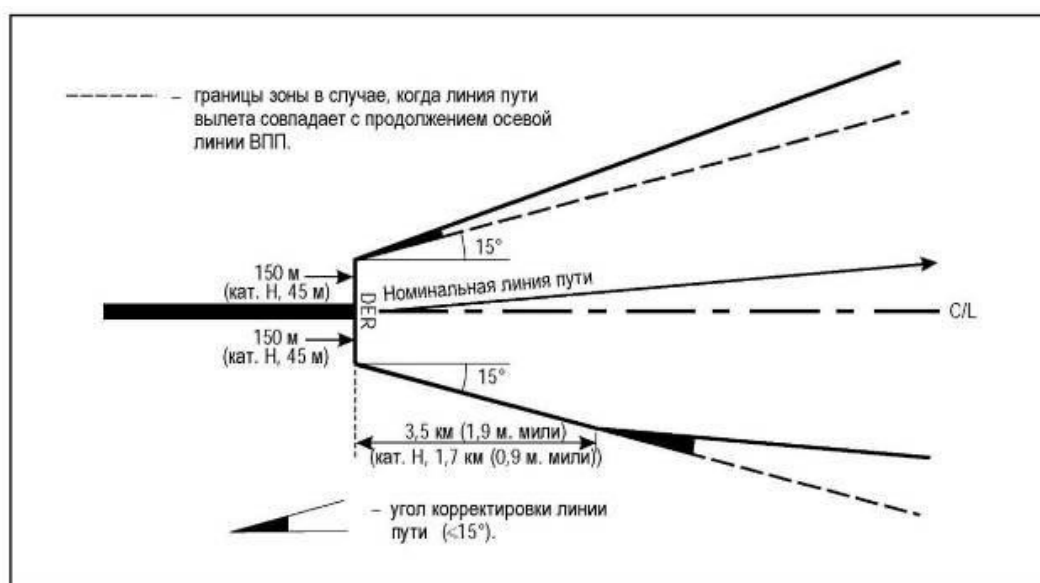 – границы зоны в случае, когда линия пути
вылета совпадает с продолжением осевой
линии ВПП.
15°
150 м
(кат. H, 45 м)
Номинальная линия пути
DER
C/L
150 м
(кат. H, 45 м)
15°
3,5 км (1,9 м. мили)
(кат. H, 1,7 км (0,9 м. мили))
– угол корректировки линии
пути (≤15°).